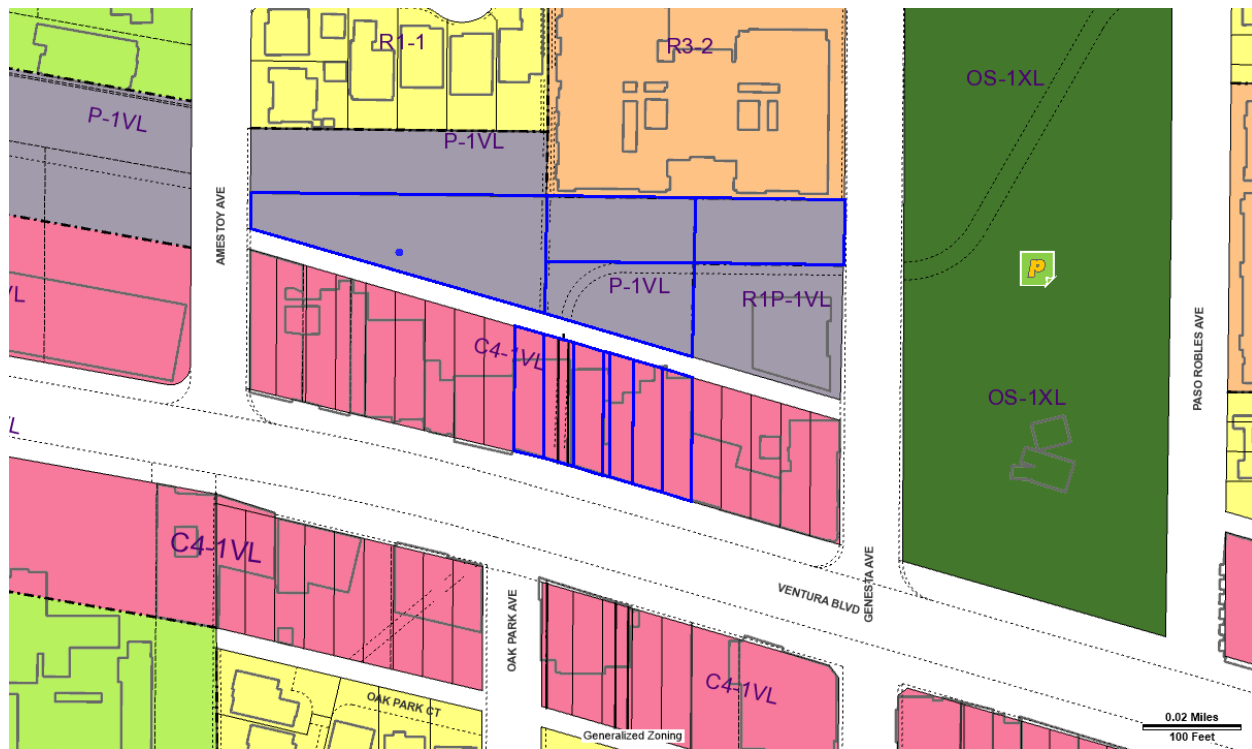 R1-1
R3-2
OS-1XL
P-1VL
P-1VL
AMESTOY AVE
P
P-1VL
R1P-1VL
VL
PASO ROBLES AVE
C4-1VL
OS-1XL
VL
C4-1VL
VENTURA BLVD
GENESTA AVE
OAK PARK AVE
C4-1VL
OAK PARK CT
Generalized Zoning
0.02 Miles
100 Feet